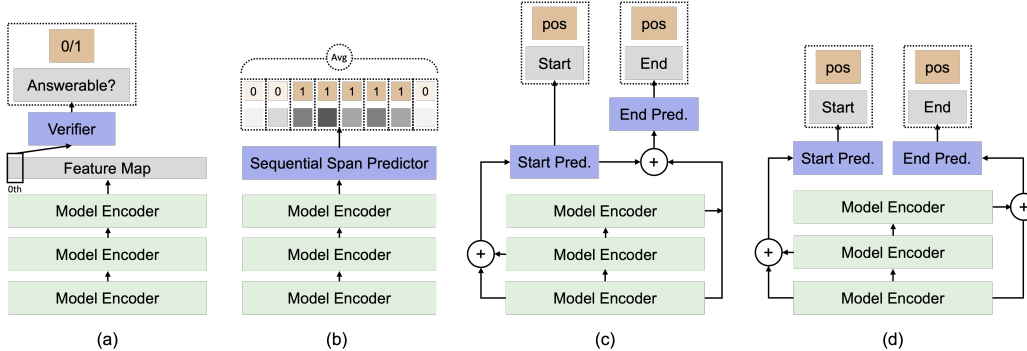 0/1
Answerable?
Verifier
Feature Map
0th
Model Encoder
Model Encoder
Model Encoder
(a)
Avg
0 0 1 1 1 1 1 0
Sequential Span Predictor
Model Encoder
Model Encoder
Model Encoder
(b)
pos
pos
Start
End
End Pred.
Start Pred.
+
Model Encoder
+
Model Encoder
Model Encoder
(c)
pos
pos
Start
End
Start Pred.
End Pred.
Model Encoder
+
+
Model Encoder
Model Encoder
(d)